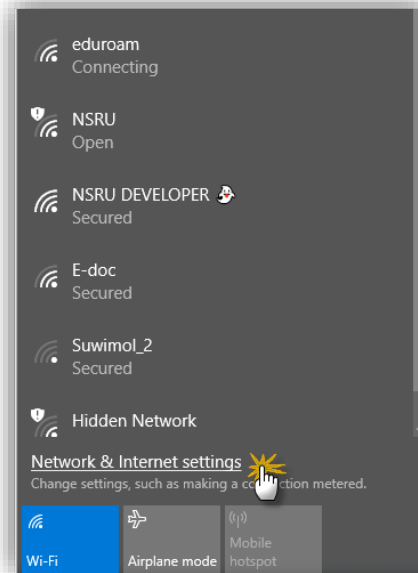 eduroam
Connecting
NSRU
Open
NSRU DEVELOPER 👻
Secured
E-doc
Secured
Suwimol_2
Secured
Hidden Network
Network & Internet settings
Change settings, such as making a connection metered.
Wi-Fi
Airplane mode
Mobile
hotspot